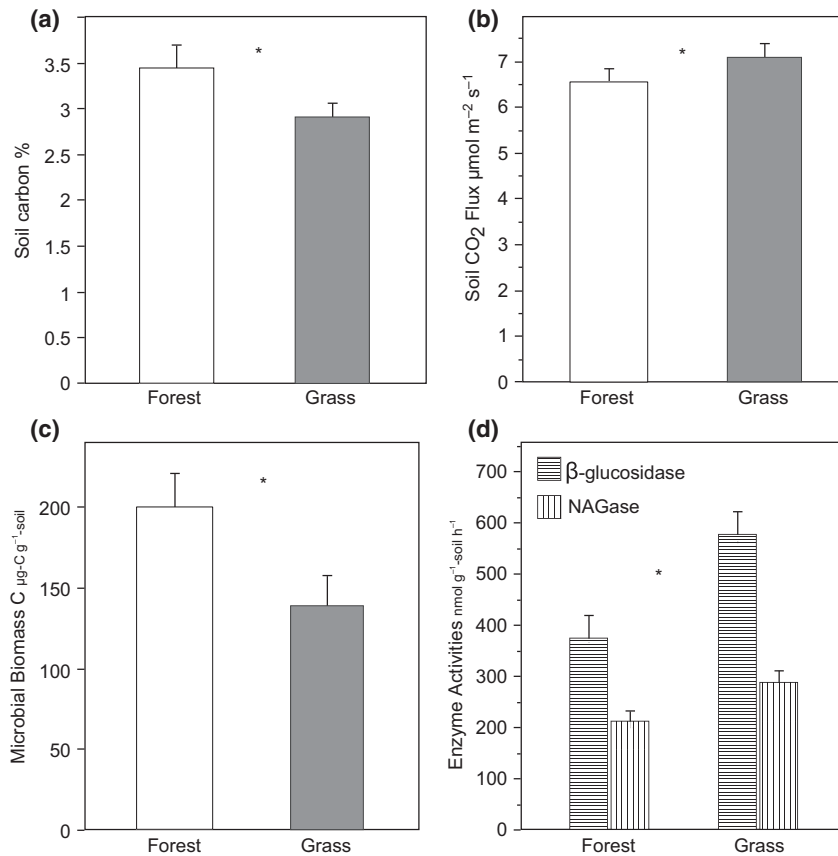 (a)
Soil carbon %
3.5
3
2.5
2
1.5
1
0.5
0
*
Forest Grass
(b)
Soil CO2 Flux µmol m−2 s−1
7
6
5
4
3
2
1
0
*
Forest Grass
(c)
Microbial Biomass C µg-C g−1-soil
200
150
100
50
0
*
Forest Grass
(d)
Enzyme Activities nmol g−1-soil h−1
700
600
500
400
300
200
100
000
β-glucosidase
NAGase
*
Forest Grass